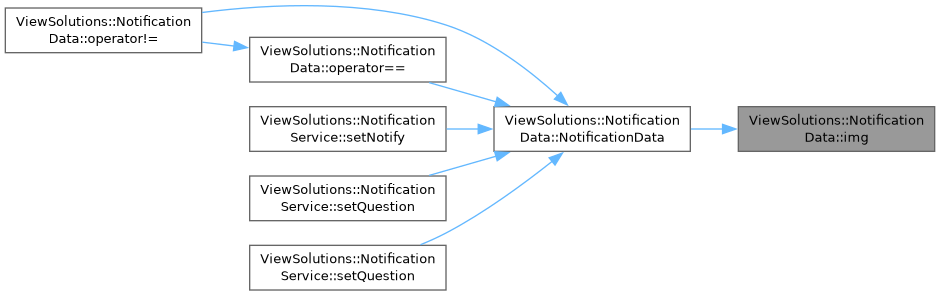 ViewSolutions::Notification
Data::operator!=
ViewSolutions::Notification
Data::operator==
ViewSolutions::Notification
Service::setNotify
ViewSolutions::Notification
Service::setQuestion
ViewSolutions::Notification
Service::setQuestion
ViewSolutions::Notification
Data::NotificationData
ViewSolutions::Notification
Data::img